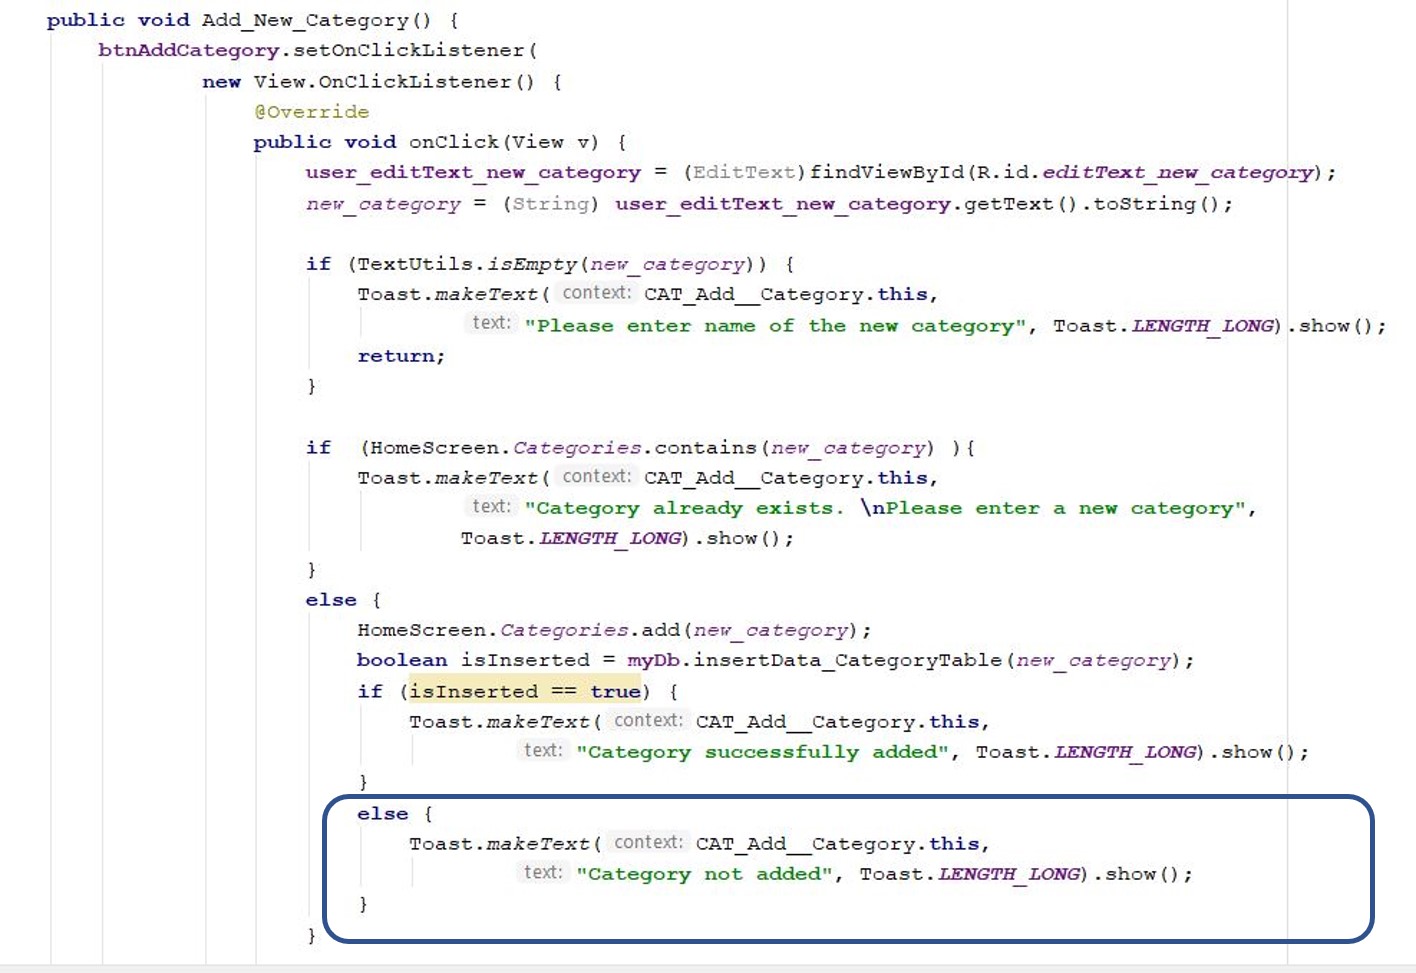 public void Add_New_Category() {
btnAddCategory.setOnClickListener(
new View.OnClickListener() {
@Override
public void onClick(View v) {
user_editText_new_category = (EditText)findViewById(R.id.editText_new_category);
new_category = (String) user_editText_new_category.getText().toString();
if (TextUtils.isEmpty(new_category)) {
Toast.makeText( context: CAT_Add__Category.this,
text: "Please enter name of the new category", Toast.LENGTH_LONG).show();
return;
}
if  (HomeScreen.Categories.contains(new_category) ){
Toast.makeText( context: CAT_Add__Category.this,
text: "Category already exists. \nPlease enter a new category",
Toast.LENGTH_LONG).show();
}
else {
HomeScreen.Categories.add(new_category);
boolean isInserted = myDb.insertData_CategoryTable(new_category);
if (isInserted == true) {
Toast.makeText( context: CAT_Add__Category.this,
text: "Category successfully added", Toast.LENGTH_LONG).show();
}
else {
Toast.makeText( context: CAT_Add__Category.this,
text: "Category not added", Toast.LENGTH_LONG).show();
}
}